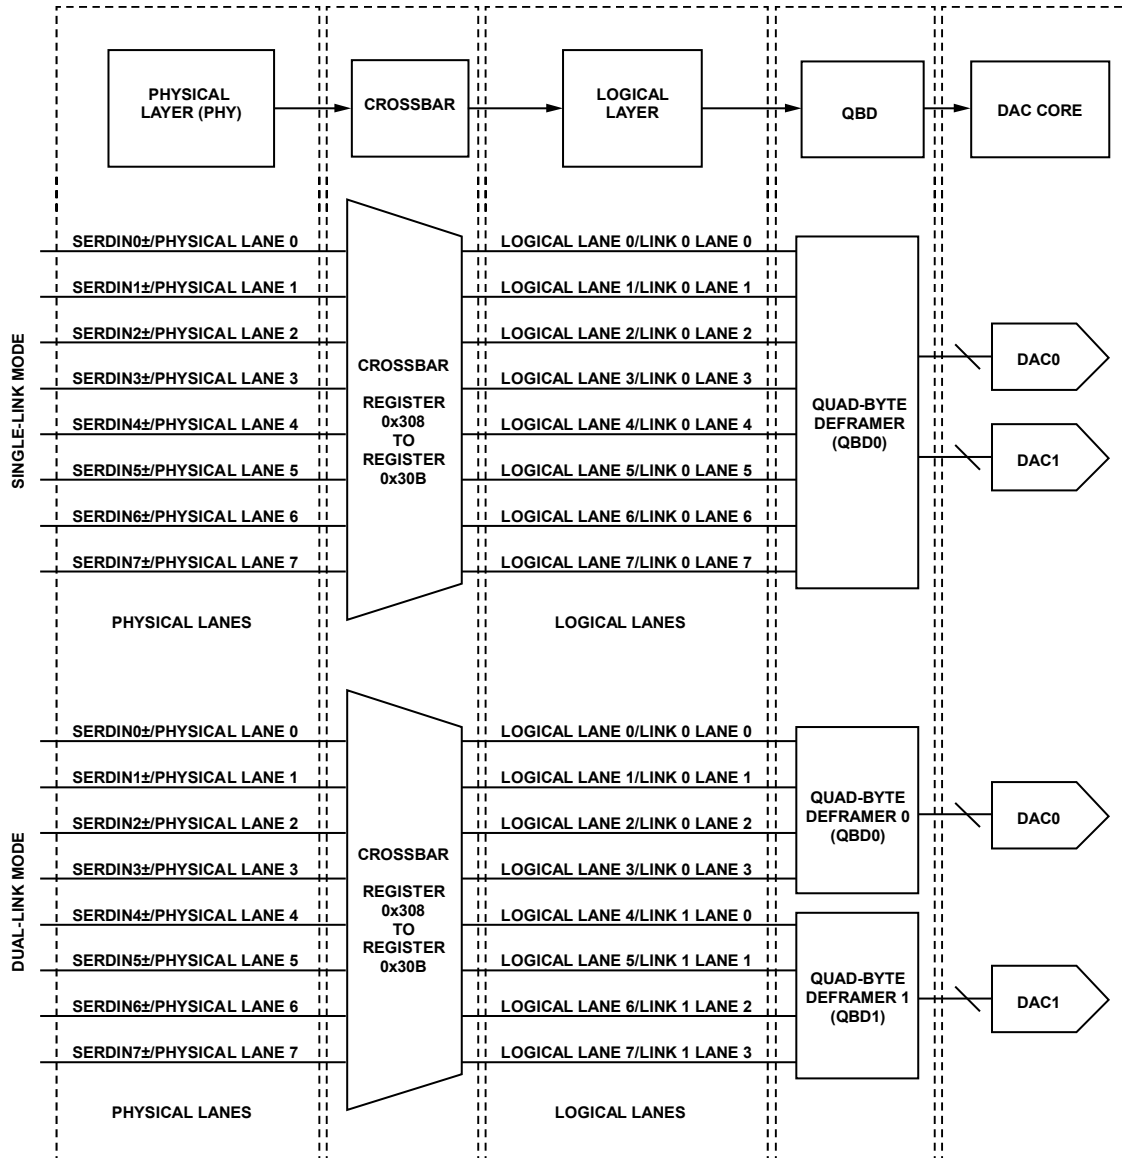 PHYSICAL
LAYER (PHY)
CROSSBAR
LOGICAL
LAYER
QBD
DAC CORE
SINGLE-LINK MODE
SERDIN0±/PHYSICAL LANE 0
SERDIN1±/PHYSICAL LANE 1
SERDIN2±/PHYSICAL LANE 2
SERDIN3±/PHYSICAL LANE 3
SERDIN4±/PHYSICAL LANE 4
SERDIN5±/PHYSICAL LANE 5
SERDIN6±/PHYSICAL LANE 6
SERDIN7±/PHYSICAL LANE 7
PHYSICAL LANES
CROSSBAR
REGISTER
0x308
TO
REGISTER
0x30B
LOGICAL LANE 0/LINK 0 LANE 0
LOGICAL LANE 1/LINK 0 LANE 1
LOGICAL LANE 2/LINK 0 LANE 2
LOGICAL LANE 3/LINK 0 LANE 3
LOGICAL LANE 4/LINK 0 LANE 4
LOGICAL LANE 5/LINK 0 LANE 5
LOGICAL LANE 6/LINK 0 LANE 6
LOGICAL LANE 7/LINK 0 LANE 7
LOGICAL LANES
QUAD-BYTE
DEFRAMER
(QBD0)
DAC0
DAC1
DUAL-LINK MODE
SERDIN0±/PHYSICAL LANE 0
SERDIN1±/PHYSICAL LANE 1
SERDIN2±/PHYSICAL LANE 2
SERDIN3±/PHYSICAL LANE 3
SERDIN4±/PHYSICAL LANE 4
SERDIN5±/PHYSICAL LANE 5
SERDIN6±/PHYSICAL LANE 6
SERDIN7±/PHYSICAL LANE 7
PHYSICAL LANES
CROSSBAR
REGISTER
0x308
TO
REGISTER
0x30B
LOGICAL LANE 0/LINK 0 LANE 0
LOGICAL LANE 1/LINK 0 LANE 1
LOGICAL LANE 2/LINK 0 LANE 2
LOGICAL LANE 3/LINK 0 LANE 3
LOGICAL LANE 4/LINK 1 LANE 0
LOGICAL LANE 5/LINK 1 LANE 1
LOGICAL LANE 6/LINK 1 LANE 2
LOGICAL LANE 7/LINK 1 LANE 3
LOGICAL LANES
QUAD-BYTE
DEFRAMER 0
(QBD0)
QUAD-BYTE
DEFRAMER 1
(QBD1)
DAC0
DAC1